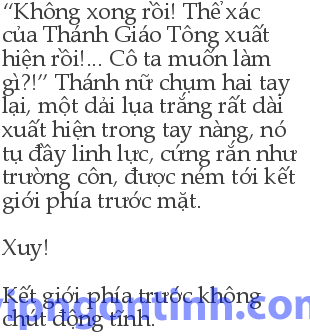 “Không xong rồi! Thể xác
của Thánh Giáo Tông xuất
hiện rồi!... Cô ta muốn làm
gì?!” Thánh nữ chụm hai tay
lại, một dải lụa trắng rất dài
xuất hiện trong tay nàng, nó
tụ đầy linh lực, cứng rắn như
trường côn, được ném tới kết
giới phía trước mặt.
Xuy!
Kết giới phía trước không
chút động tĩnh.
vipngontinh.com